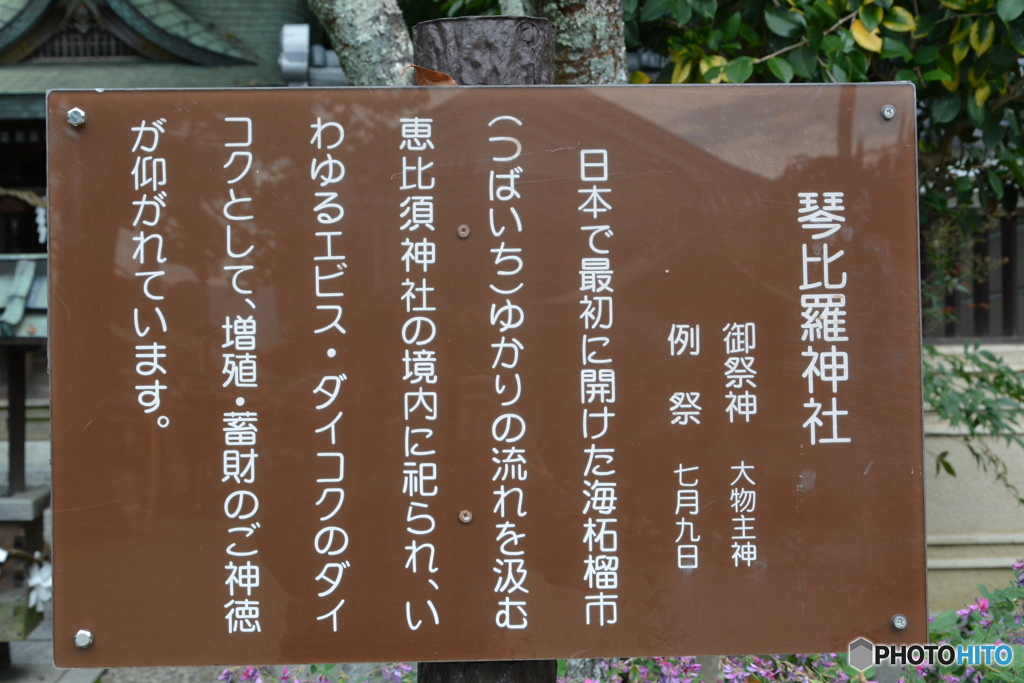 琴比羅神社
御祭神 大物主神
例祭 七月九日
日本で最初に開けた海柘榴市
(つばいち)ゆかりの流れを汲む
恵比須神社の境内に祀られ、い
わゆるエビス・ダイコクのダイ
コクとして、増殖・蓄財のご神徳
が仰がれています。
PHOTOHITO